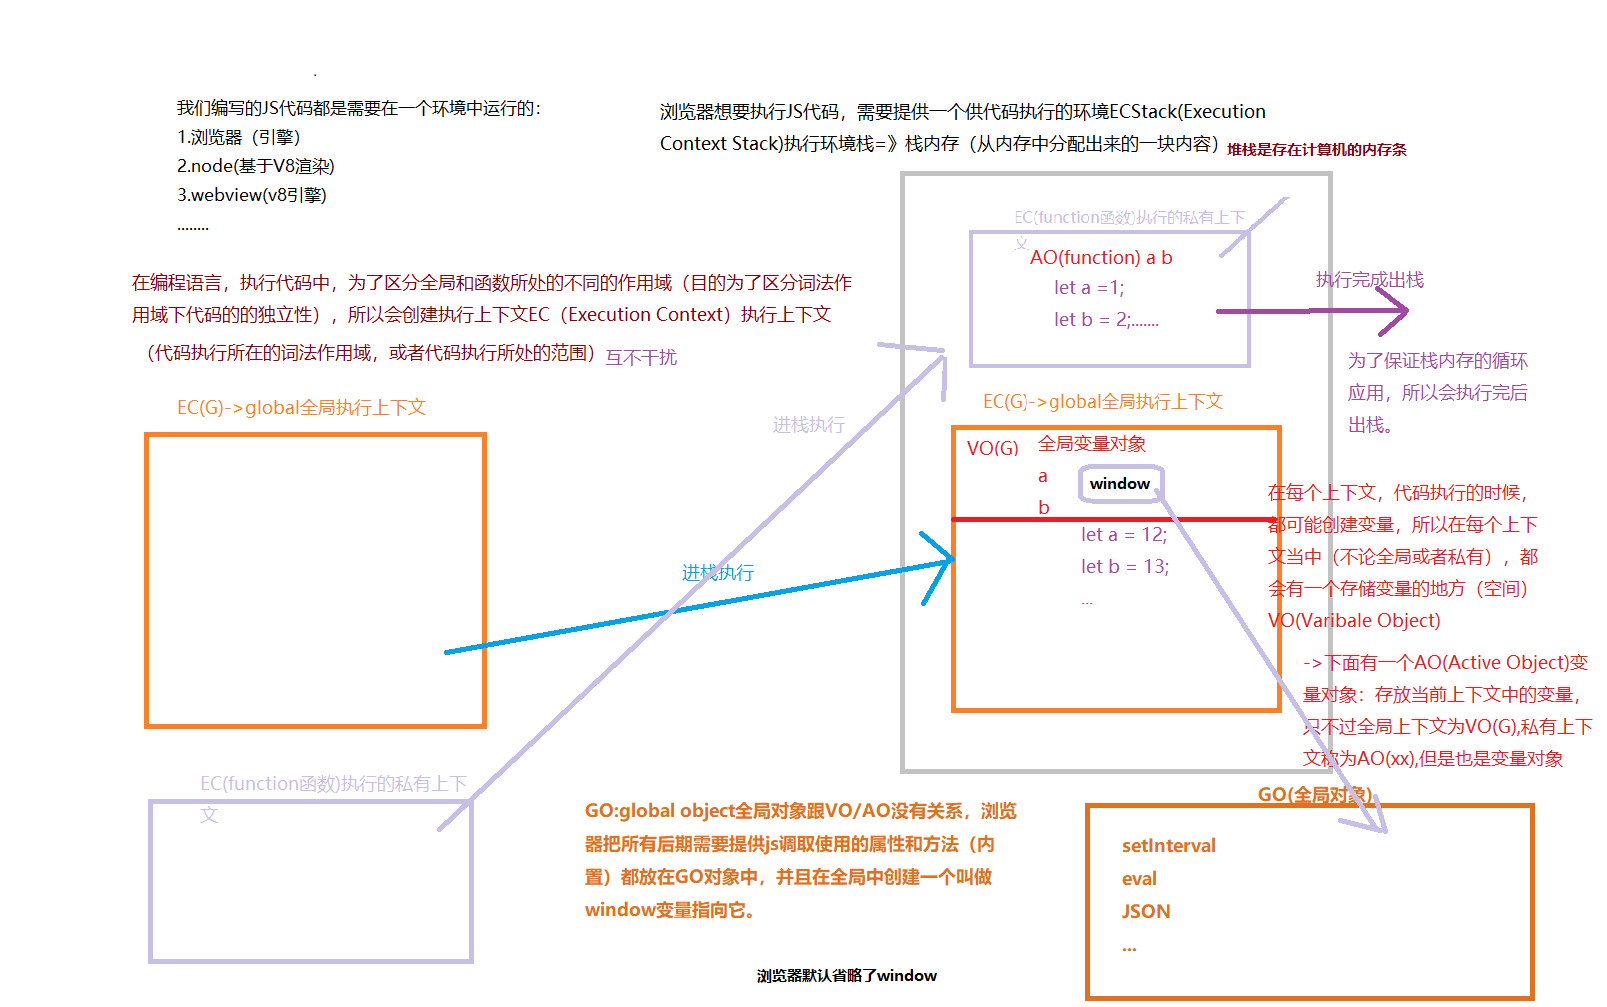 我们编写的JS代码都是需要在一个环境中运行的：
1.浏览器（引擎）
2.node(基于V8渲染)
3.webview(v8引擎)
........
浏览器想要执行JS代码，需要提供一个供代码执行的环境ECStack(Execution
Context Stack)执行环境栈=》栈内存（从内存中分配出来的一块内容）
堆栈是存在计算机的内存条
在编程语言，执行代码中，为了区分全局和函数所处的不同的作用域（目的为了区分词法作
用域下代码的的独立性），所以会创建执行上下文EC（Execution Context）执行上下文
（代码执行所在的词法作用域，或者代码执行所处的范围）
互不干扰
EC(G)->global全局执行上下文
进栈执行
进栈执行
EC(function函数)执行的私有上下
文
EC(function函数)执行的私有上下
文
AO(function) a b
let a =1;
let b = 2;.......
执行完成出栈
为了保证栈内存的循环
应用，所以会执行完后
出栈。
EC(G)->global全局执行上下文
VO(G)
全局变量对象
a
window
b
let a = 12;
let b = 13;
...
在每个上下文，代码执行的时候，
都可能创建变量，所以在每个上下
文当中（不论全局或者私有），都
会有一个存储变量的地方（空间）
VO(Varibale Object)
->下面有一个AO(Active Object)变
量对象：存放当前上下文中的变量，
只不过全局上下文为VO(G),私有上下
文称为AO(xx),但是也是变量对象
GO:global object全局对象跟VO/AO没有关系，浏览
器把所有后期需要提供js调取使用的属性和方法（内
置）都放在GO对象中，并且在全局中创建一个叫做
window变量指向它。
GO(全局对象)
setInterval
eval
JSON
...
浏览器默认省略了window